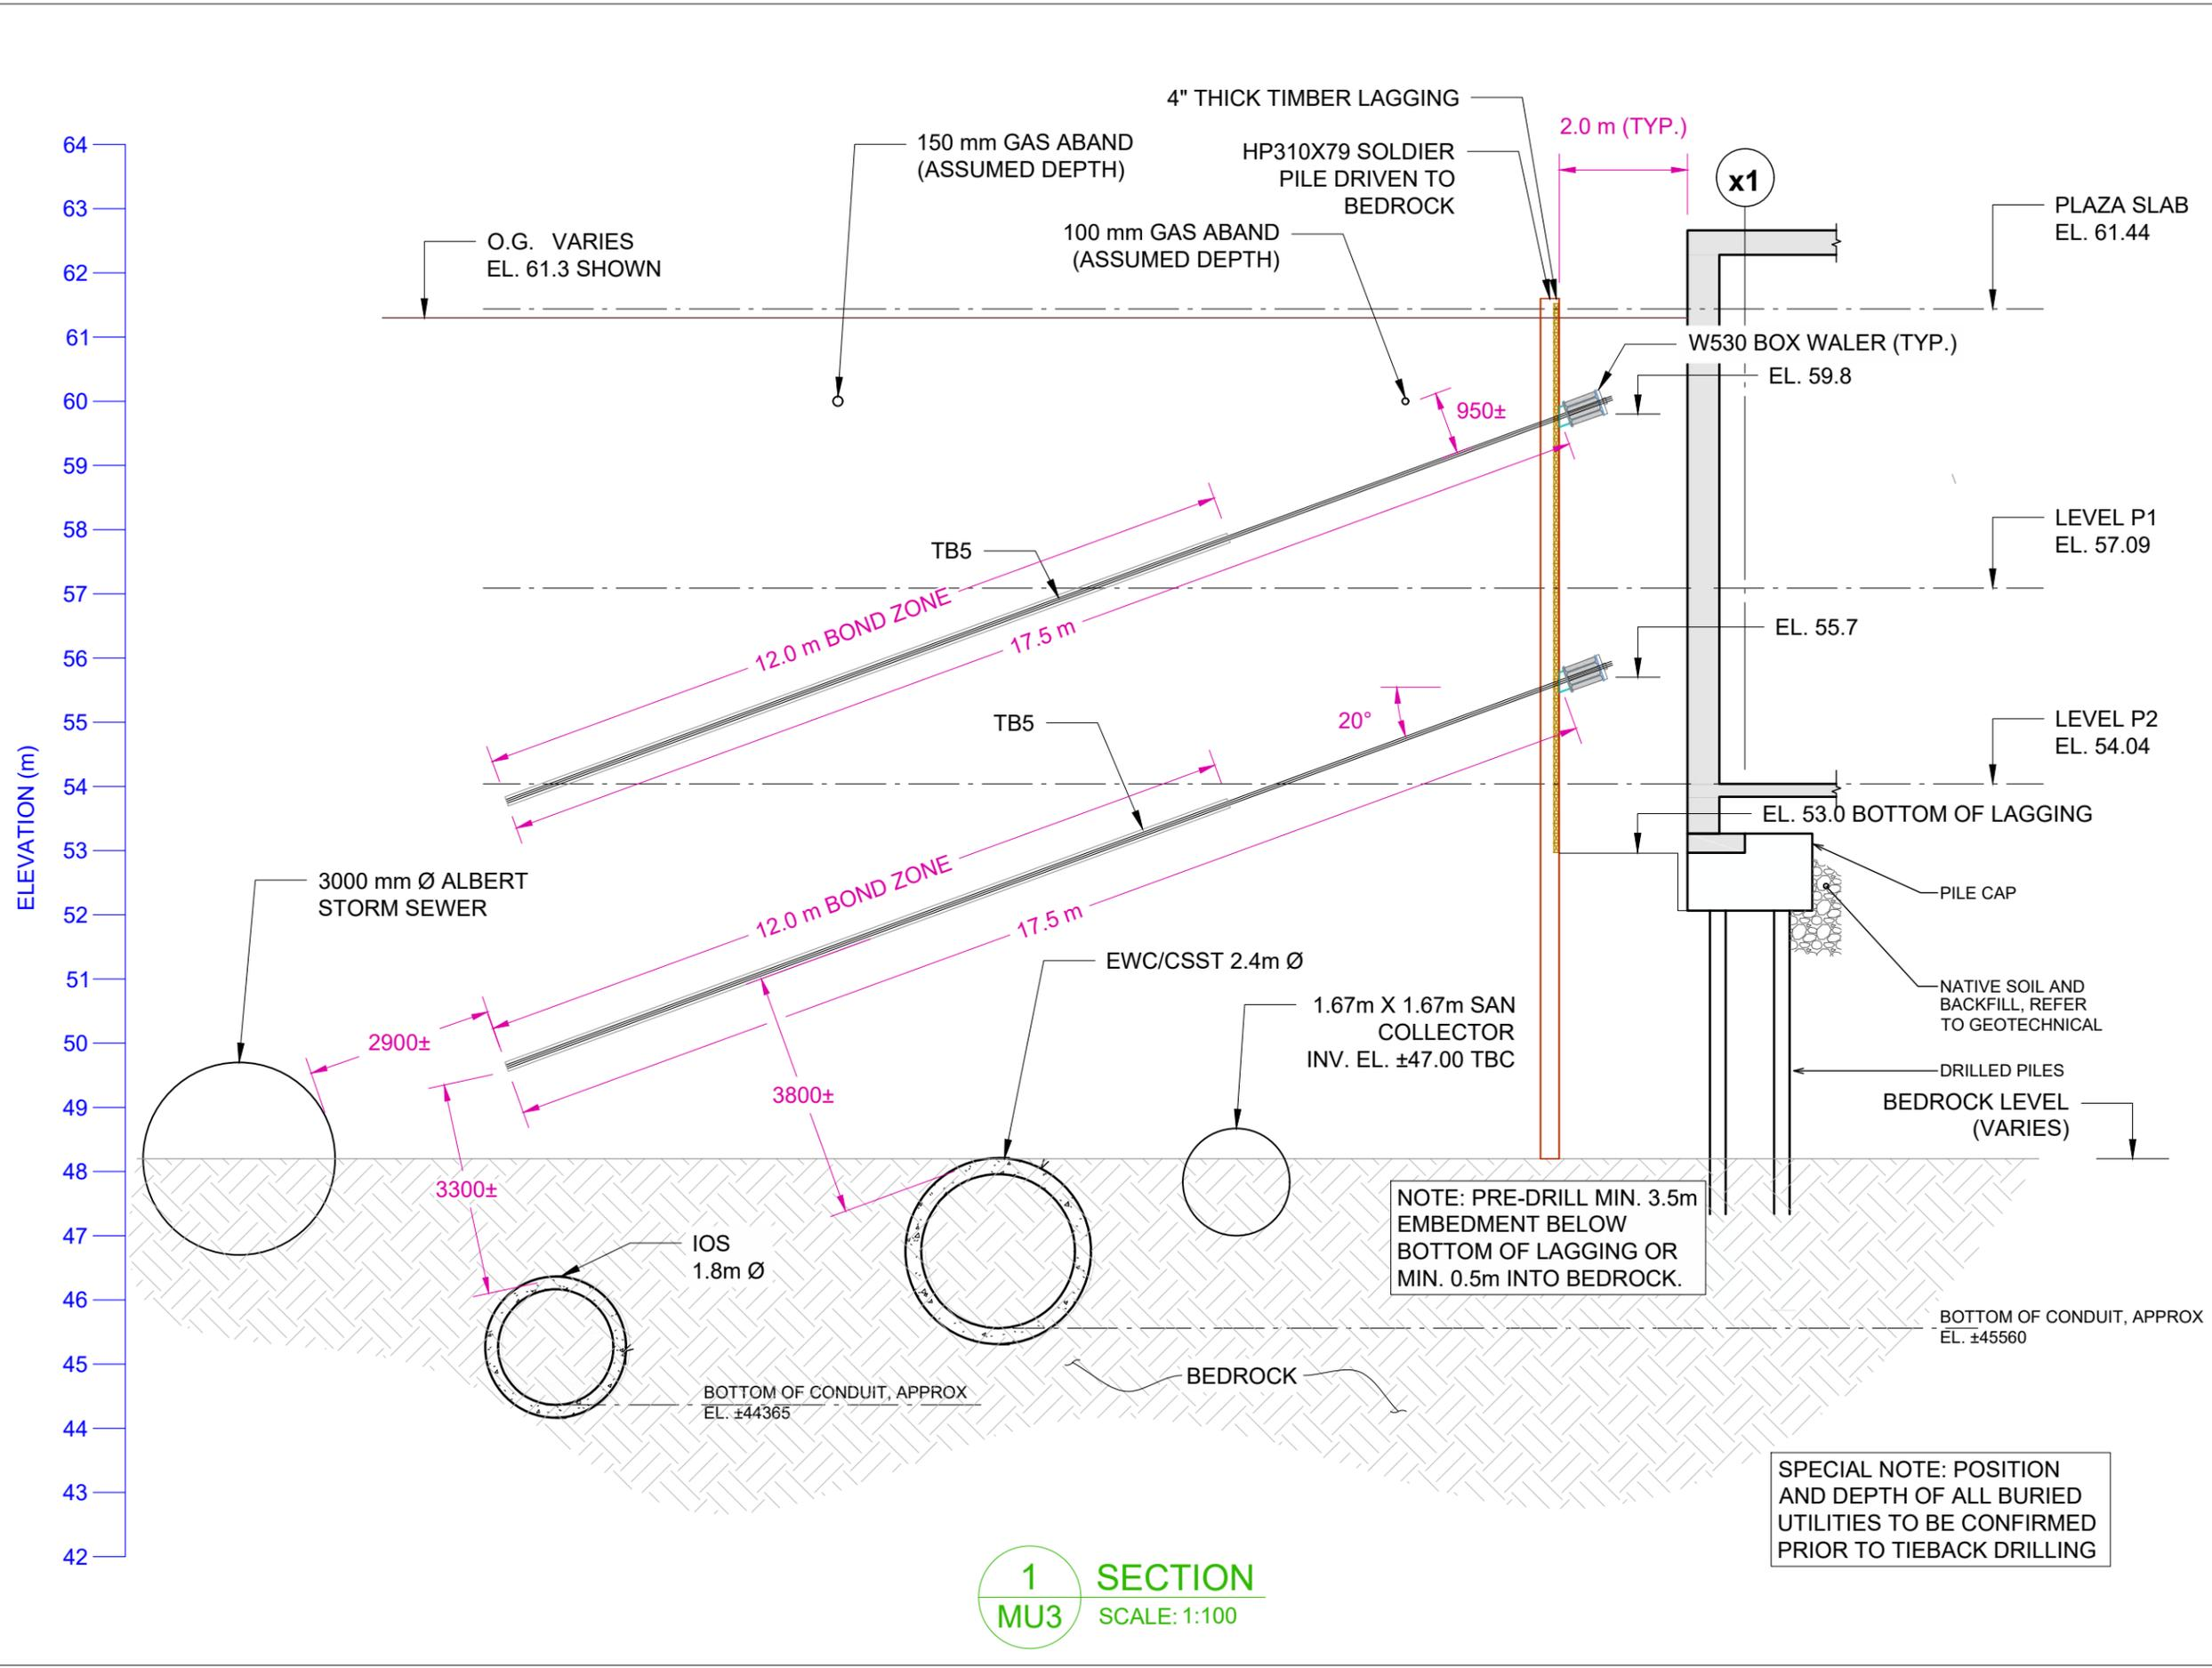 4" THICK TIMBER LAGGING
2.0 m (TYP.)
150 mm GAS ABAND
(ASSUMED DEPTH)
HP310X79 SOLDIER
PILE DRIVEN TO
BEDROCK
x1
PLAZA SLAB
EL. 61.44
O.G. VARIES
EL. 61.3 SHOWN
100 mm GAS ABAND
(ASSUMED DEPTH)
W530 BOX WALER (TYP.)
EL. 59.8
950±
LEVEL P1
EL. 57.09
TB5
12.0 m BOND ZONE
17.5 m
EL. 55.7
20°
TB5
LEVEL P2
EL. 54.04
EL. 53.0 BOTTOM OF LAGGING
3000 mm Ø ALBERT
STORM SEWER
12.0 m BOND ZONE
17.5 m
PILE CAP
EWC/CSST 2.4m Ø
1.67m X 1.67m SAN
COLLECTOR
INV. EL. ±47.00 TBC
NATIVE SOIL AND
BACKFILL, REFER
TO GEOTECHNICAL
2900±
3800±
DRILLED PILES
BEDROCK LEVEL
(VARIES)
3300±
NOTE: PRE-DRILL MIN. 3.5m
EMBEDMENT BELOW
BOTTOM OF LAGGING OR
MIN. 0.5m INTO BEDROCK.
IOS
1.8m Ø
BOTTOM OF CONDUIT, APPROX
EL. ±45560
BEDROCK
BOTTOM OF CONDUIT, APPROX
EL. ±44365
SPECIAL NOTE: POSITION
AND DEPTH OF ALL BURIED
UTILITIES TO BE CONFIRMED
PRIOR TO TIEBACK DRILLING
ELEVATION (m)
64
63
62
61
60
59
58
57
56
55
54
53
52
51
50
49
48
47
46
45
44
43
42
1
MU3
SECTION
SCALE: 1:100